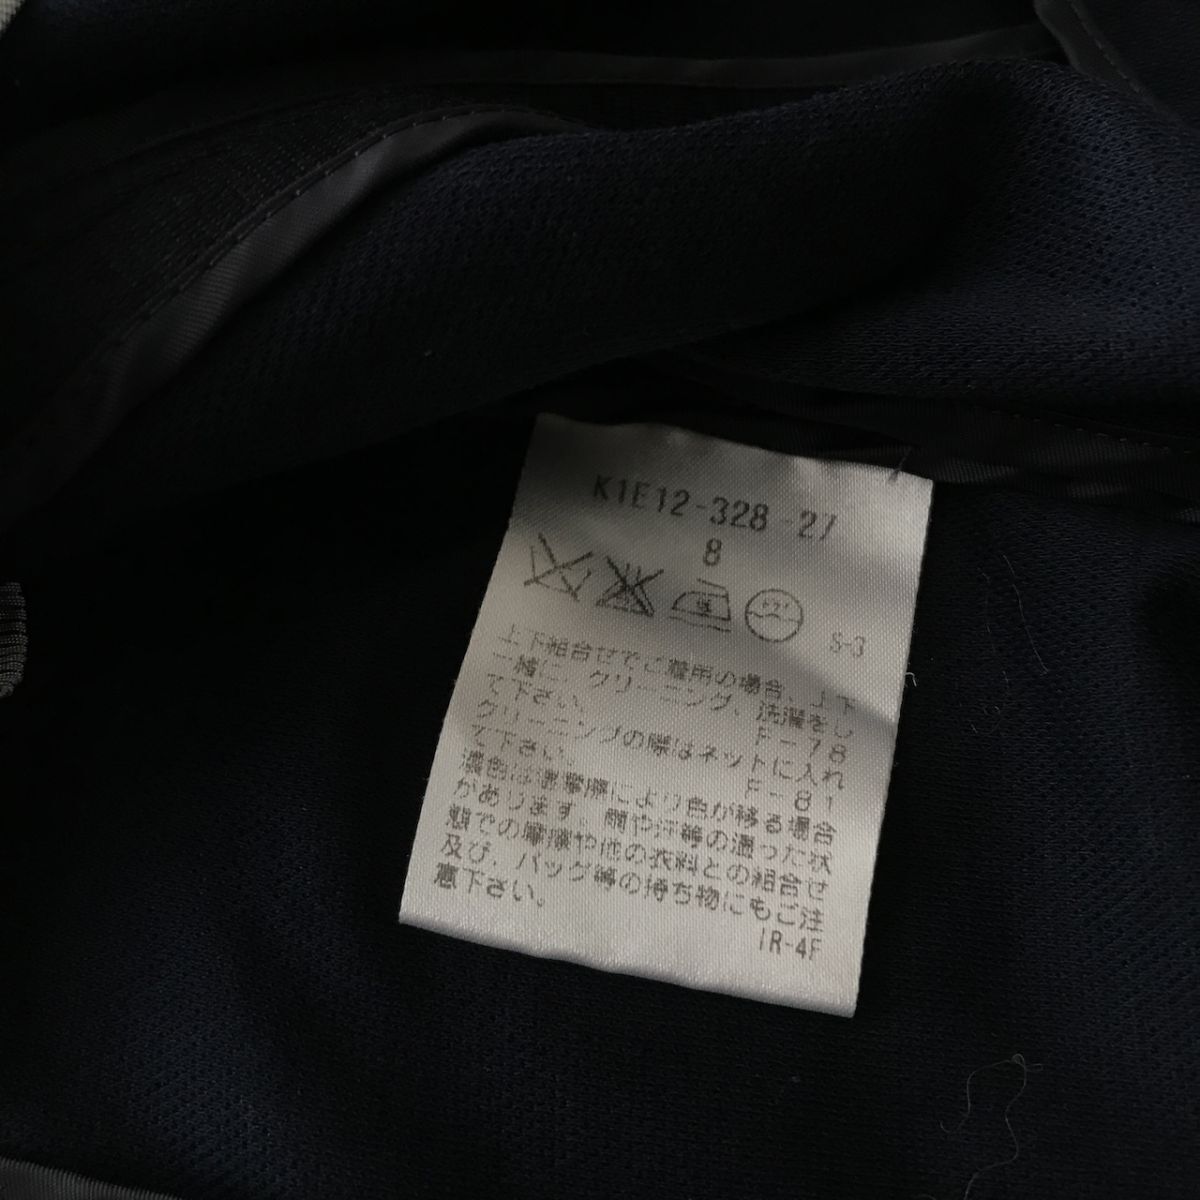 K1E12-328-27
8
S-3
上下組合せでご着用の場合、上下
一緒に、クリーニング、洗濯をし
て下さい。 F-78
クリーニングの際はネットに入れ
て下さい。 F-81
濃色は湿摩擦により色が移る場合
があります。雨や汗等の湿った状
態での摩擦や他の衣料との組合せ
及び、バッグ等の持ち物にもご注
意下さい。
IR-4F